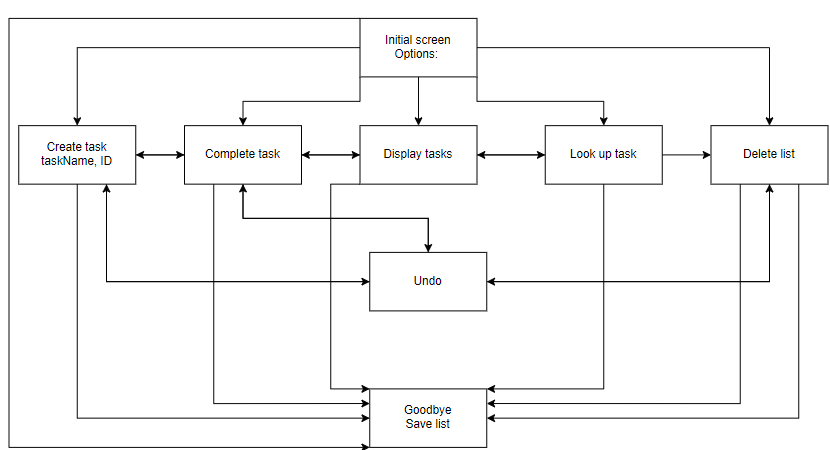 Initial screen
Options:
Create task
taskName, ID
Complete task
Display tasks
Look up task
Delete list
Undo
Goodbye
Save list